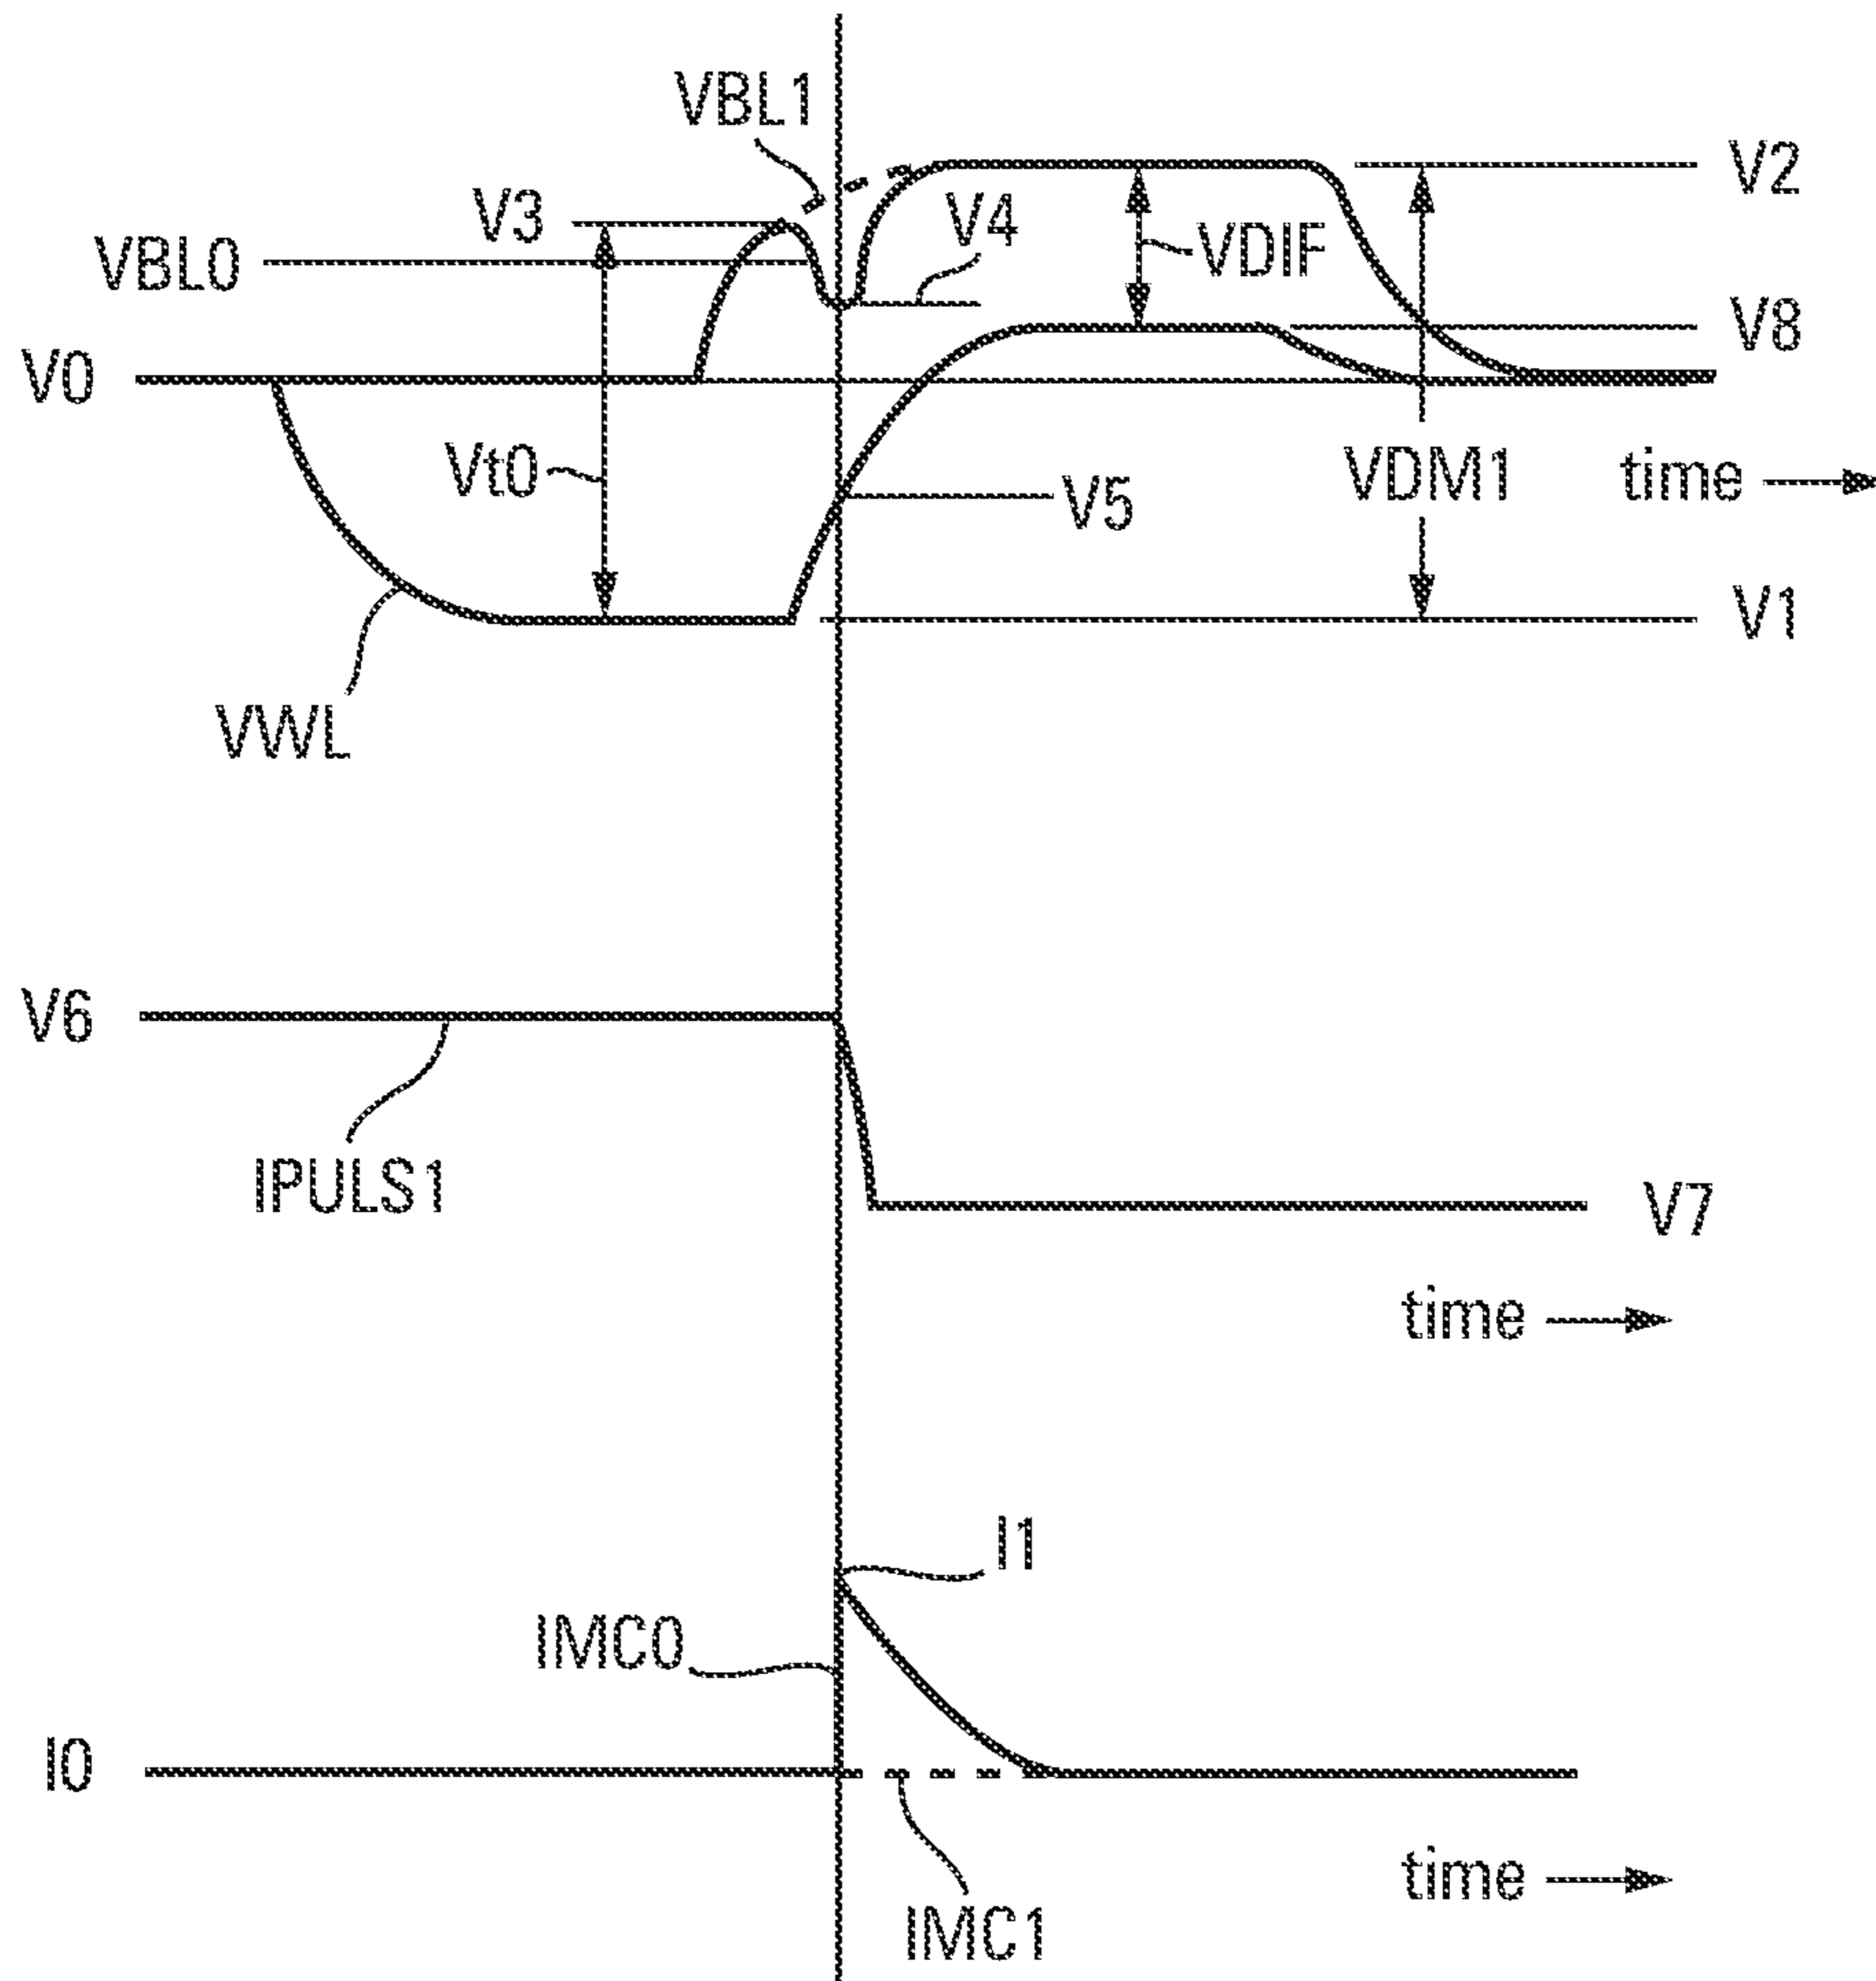 VBL1
V2
V3
V4
VBL0
VDIF
V8
V0
Vt0
VDM1
time
V5
V1
VWL
V6
IPULS1
V7
time
I1
IMC0
I0
time
IMC1